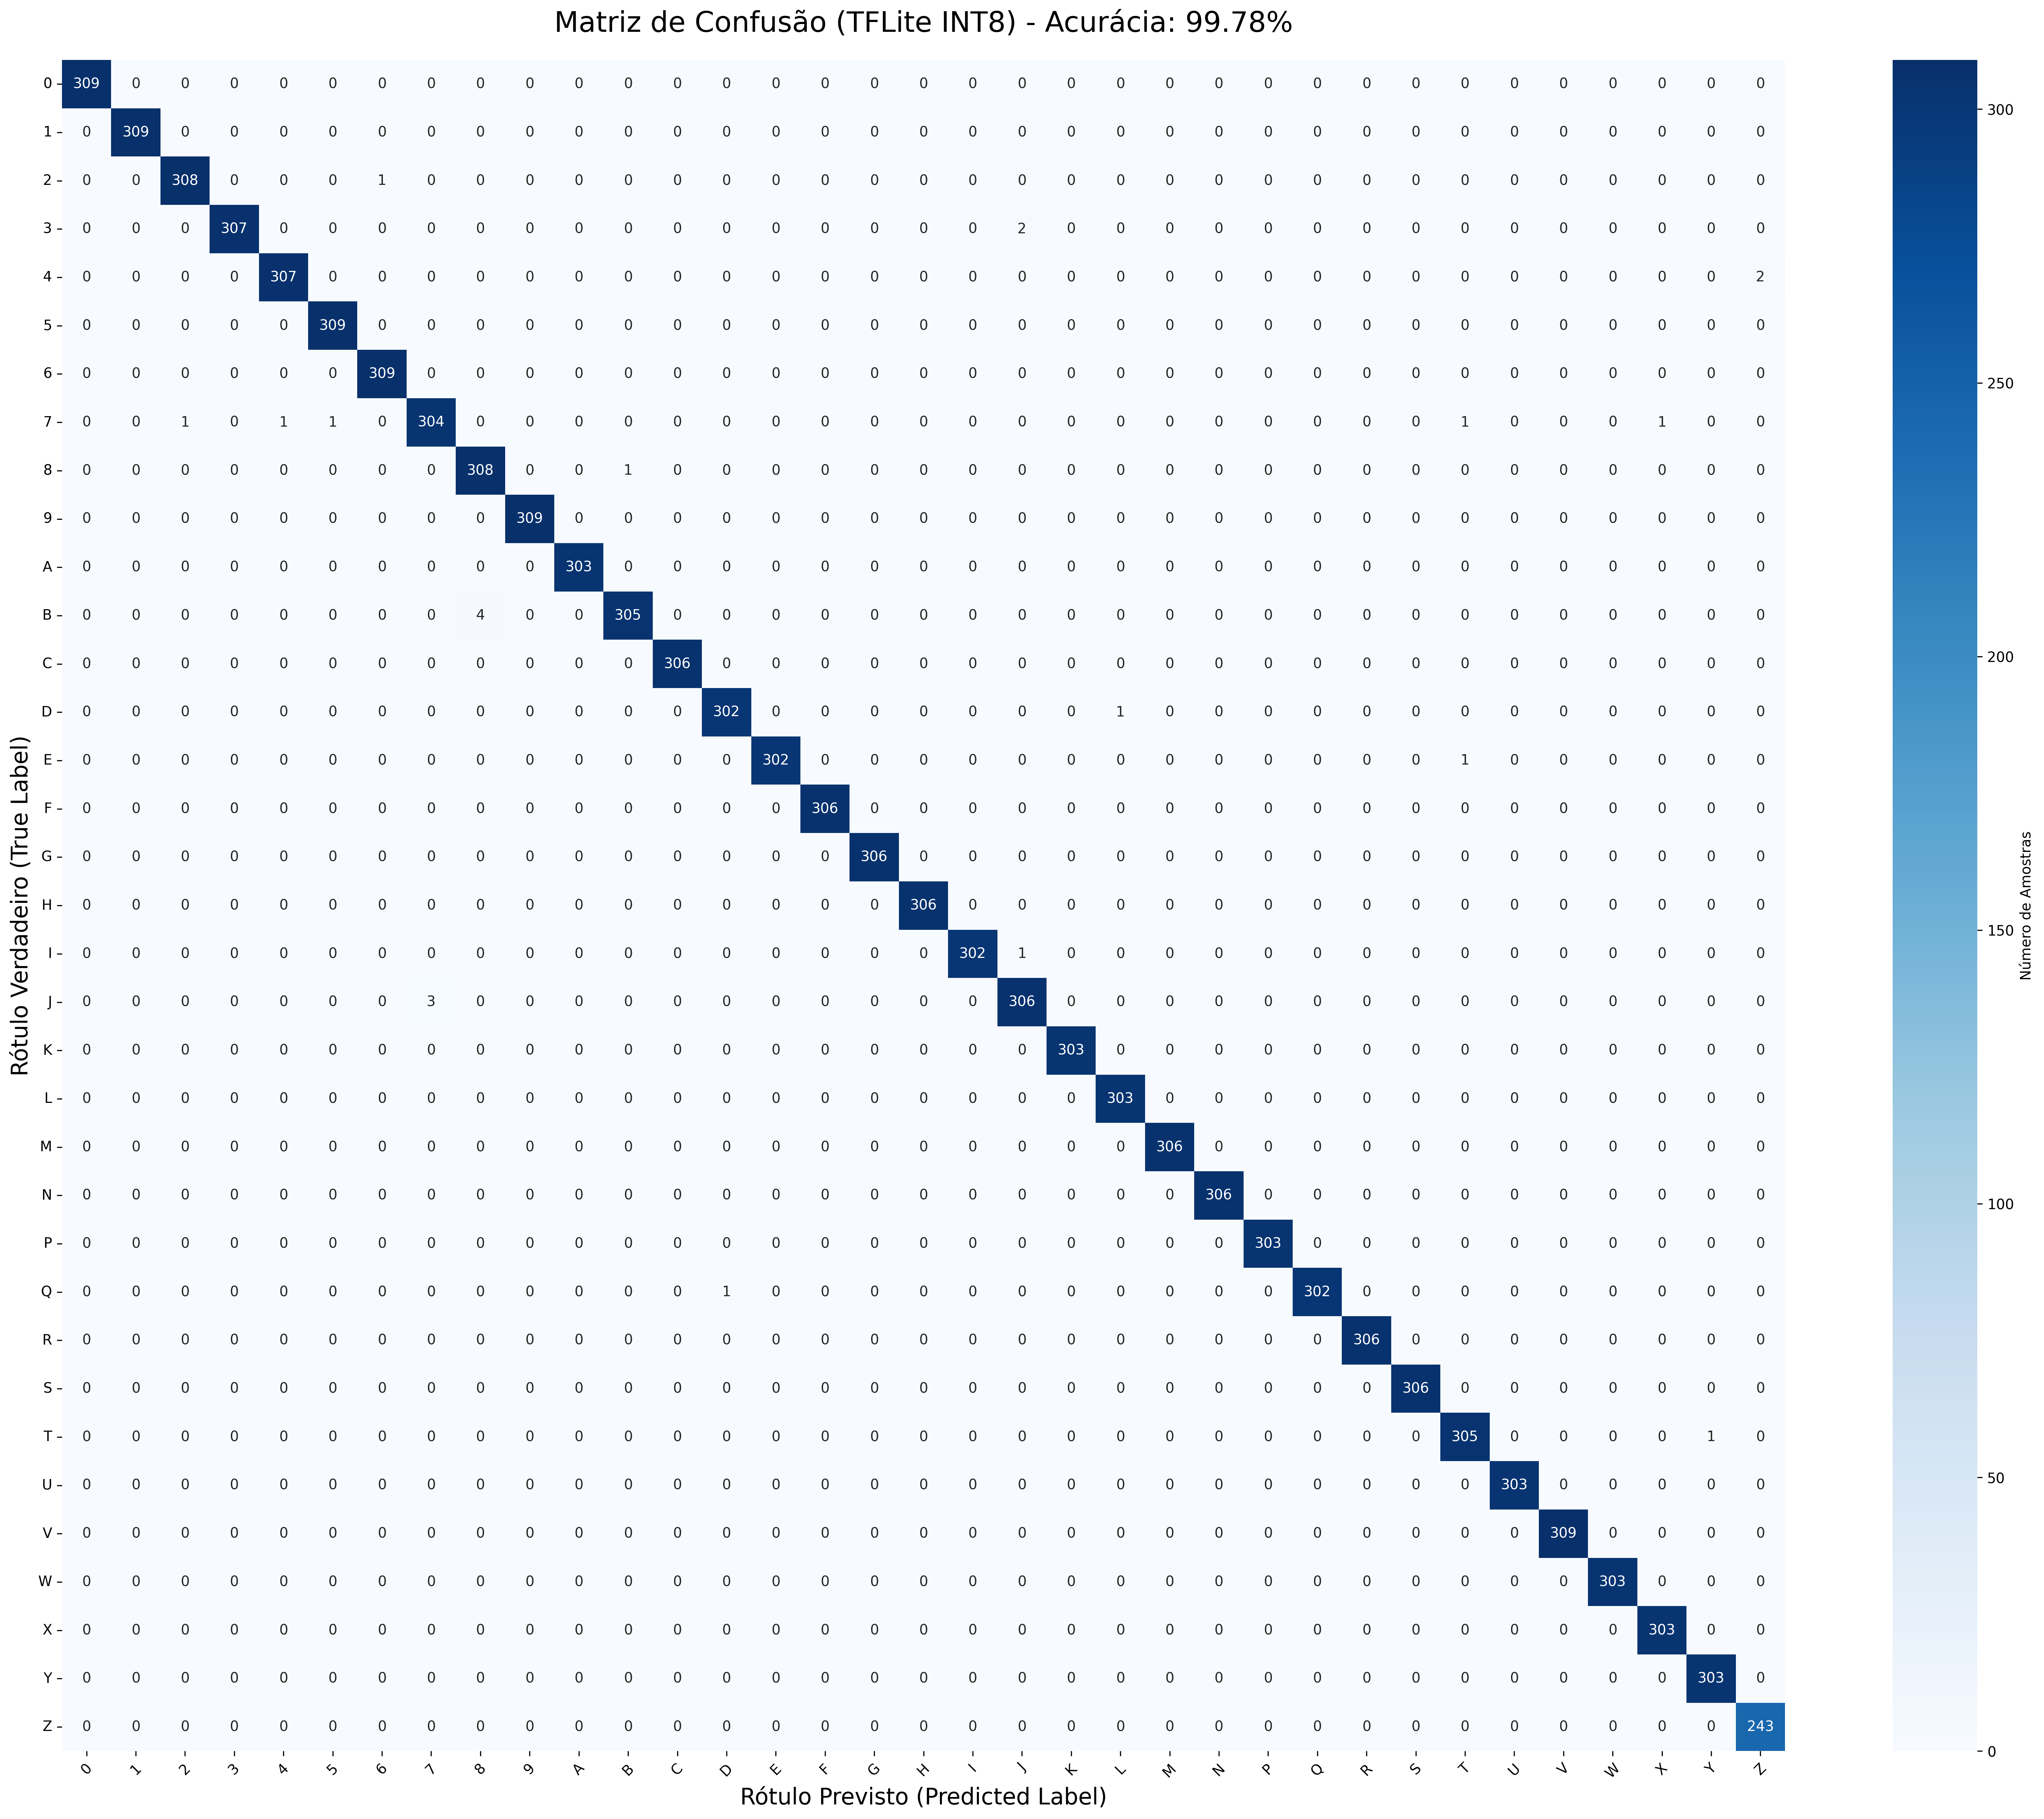 Matriz de Confusão (TFLite INT8) - Acurácia: 99.78%
0 309 0 0 0 0 0 0 0 0 0 0 0 0 0 0 0 0 0 0 0 0 0 0 0 0 0 0 0 0 0 0 0 0 0 0
1 0 309 0 0 0 0 0 0 0 0 0 0 0 0 0 0 0 0 0 0 0 0 0 0 0 0 0 0 0 0 0 0 0 0 0
2 0 0 308 0 0 0 1 0 0 0 0 0 0 0 0 0 0 0 0 0 0 0 0 0 0 0 0 0 0 0 0 0 0 0 0
3 0 0 0 307 0 0 0 0 0 0 0 0 0 0 0 0 0 0 0 2 0 0 0 0 0 0 0 0 0 0 0 0 0 0 0
4 0 0 0 0 307 0 0 0 0 0 0 0 0 0 0 0 0 0 0 0 0 0 0 0 0 0 0 0 0 0 0 0 0 0 2
5 0 0 0 0 0 309 0 0 0 0 0 0 0 0 0 0 0 0 0 0 0 0 0 0 0 0 0 0 0 0 0 0 0 0 0
6 0 0 0 0 0 0 309 0 0 0 0 0 0 0 0 0 0 0 0 0 0 0 0 0 0 0 0 0 0 0 0 0 0 0 0
7 0 0 1 0 1 1 0 304 0 0 0 0 0 0 0 0 0 0 0 0 0 0 0 0 0 0 0 0 1 0 0 0 1 0 0
8 0 0 0 0 0 0 0 0 308 0 0 1 0 0 0 0 0 0 0 0 0 0 0 0 0 0 0 0 0 0 0 0 0 0 0
9 0 0 0 0 0 0 0 0 0 309 0 0 0 0 0 0 0 0 0 0 0 0 0 0 0 0 0 0 0 0 0 0 0 0 0
A 0 0 0 0 0 0 0 0 0 0 303 0 0 0 0 0 0 0 0 0 0 0 0 0 0 0 0 0 0 0 0 0 0 0 0
B 0 0 0 0 0 0 0 0 4 0 0 305 0 0 0 0 0 0 0 0 0 0 0 0 0 0 0 0 0 0 0 0 0 0 0
C 0 0 0 0 0 0 0 0 0 0 0 0 306 0 0 0 0 0 0 0 0 0 0 0 0 0 0 0 0 0 0 0 0 0 0
D 0 0 0 0 0 0 0 0 0 0 0 0 0 302 0 0 0 0 0 0 0 1 0 0 0 0 0 0 0 0 0 0 0 0 0
E 0 0 0 0 0 0 0 0 0 0 0 0 0 0 302 0 0 0 0 0 0 0 0 0 0 0 0 0 1 0 0 0 0 0 0
F 0 0 0 0 0 0 0 0 0 0 0 0 0 0 0 306 0 0 0 0 0 0 0 0 0 0 0 0 0 0 0 0 0 0 0
G 0 0 0 0 0 0 0 0 0 0 0 0 0 0 0 0 306 0 0 0 0 0 0 0 0 0 0 0 0 0 0 0 0 0 0
H 0 0 0 0 0 0 0 0 0 0 0 0 0 0 0 0 0 306 0 0 0 0 0 0 0 0 0 0 0 0 0 0 0 0 0
I 0 0 0 0 0 0 0 0 0 0 0 0 0 0 0 0 0 0 302 1 0 0 0 0 0 0 0 0 0 0 0 0 0 0 0
J 0 0 0 0 0 0 0 3 0 0 0 0 0 0 0 0 0 0 0 306 0 0 0 0 0 0 0 0 0 0 0 0 0 0 0
K 0 0 0 0 0 0 0 0 0 0 0 0 0 0 0 0 0 0 0 0 303 0 0 0 0 0 0 0 0 0 0 0 0 0 0
L 0 0 0 0 0 0 0 0 0 0 0 0 0 0 0 0 0 0 0 0 0 303 0 0 0 0 0 0 0 0 0 0 0 0 0
M 0 0 0 0 0 0 0 0 0 0 0 0 0 0 0 0 0 0 0 0 0 0 306 0 0 0 0 0 0 0 0 0 0 0 0
N 0 0 0 0 0 0 0 0 0 0 0 0 0 0 0 0 0 0 0 0 0 0 0 306 0 0 0 0 0 0 0 0 0 0 0
P 0 0 0 0 0 0 0 0 0 0 0 0 0 0 0 0 0 0 0 0 0 0 0 0 303 0 0 0 0 0 0 0 0 0 0
Q 0 0 0 0 0 0 0 0 0 0 0 0 0 1 0 0 0 0 0 0 0 0 0 0 0 302 0 0 0 0 0 0 0 0 0
R 0 0 0 0 0 0 0 0 0 0 0 0 0 0 0 0 0 0 0 0 0 0 0 0 0 0 306 0 0 0 0 0 0 0 0
S 0 0 0 0 0 0 0 0 0 0 0 0 0 0 0 0 0 0 0 0 0 0 0 0 0 0 0 306 0 0 0 0 0 0 0
T 0 0 0 0 0 0 0 0 0 0 0 0 0 0 0 0 0 0 0 0 0 0 0 0 0 0 0 0 305 0 0 0 0 1 0
U 0 0 0 0 0 0 0 0 0 0 0 0 0 0 0 0 0 0 0 0 0 0 0 0 0 0 0 0 0 303 0 0 0 0 0
V 0 0 0 0 0 0 0 0 0 0 0 0 0 0 0 0 0 0 0 0 0 0 0 0 0 0 0 0 0 0 309 0 0 0 0
W 0 0 0 0 0 0 0 0 0 0 0 0 0 0 0 0 0 0 0 0 0 0 0 0 0 0 0 0 0 0 0 303 0 0 0
X 0 0 0 0 0 0 0 0 0 0 0 0 0 0 0 0 0 0 0 0 0 0 0 0 0 0 0 0 0 0 0 0 303 0 0
Y 0 0 0 0 0 0 0 0 0 0 0 0 0 0 0 0 0 0 0 0 0 0 0 0 0 0 0 0 0 0 0 0 0 303 0
Z 0 0 0 0 0 0 0 0 0 0 0 0 0 0 0 0 0 0 0 0 0 0 0 0 0 0 0 0 0 0 0 0 0 0 243
0 1 2 3 4 5 6 7 8 9 A B C D E F G H I J K L M N P Q R S T U V W X Y Z
Rótulo Previsto (Predicted Label)
Rótulo Verdadeiro (True Label)
300
250
200
150
100
50
0
Número de Amostras